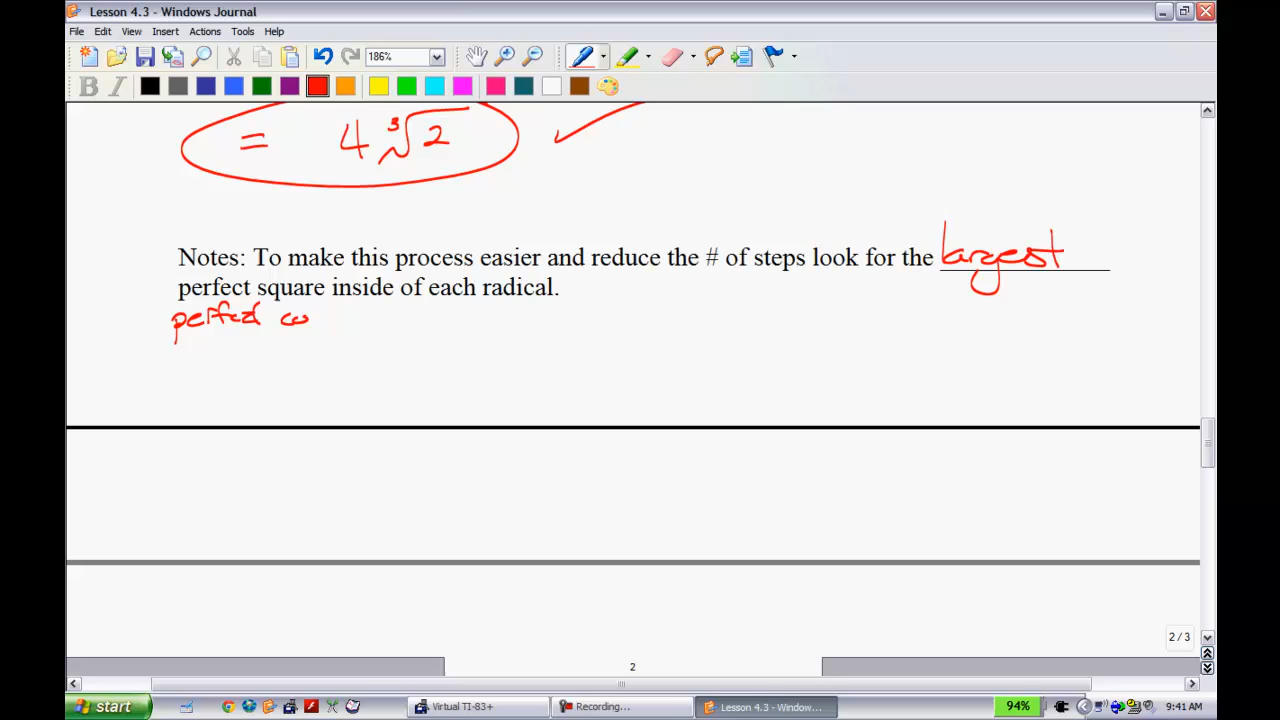 Lesson 4.3 - Windows Journal
File Edit View Insert Actions Tools Help
186%
B I
= 4 ∛2 ✓
Notes: To make this process easier and reduce the # of steps look for the largest
perfect square inside of each radical.
perfect
2 / 3
2
start Virtual TI-83+ Recording... Lesson 4.3 - Window... 94% 9:41 AM